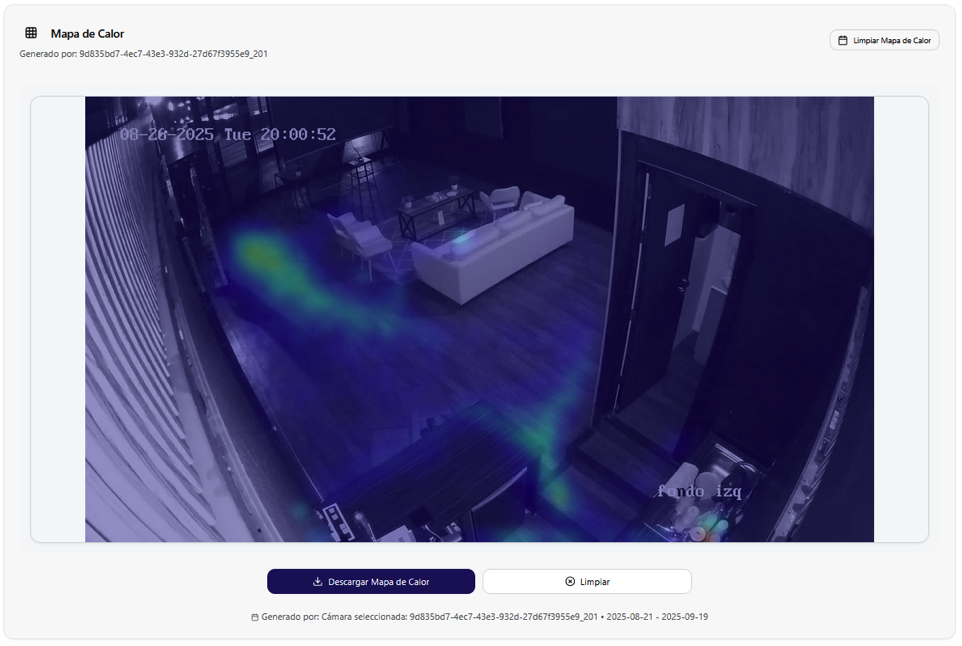 Mapa de Calor
Generado por: 9d835bd7-4ec7-43e3-932d-27d67f3955e9_201
Limpiar Mapa de Calor
08-26-2025 Tue 20:00:52
fondo izq
Descargar Mapa de Calor
Limpiar
Generado por: Cámara seleccionada: 9d835bd7-4ec7-43e3-932d-27d67f3955e9_201 • 2025-08-21 - 2025-09-19